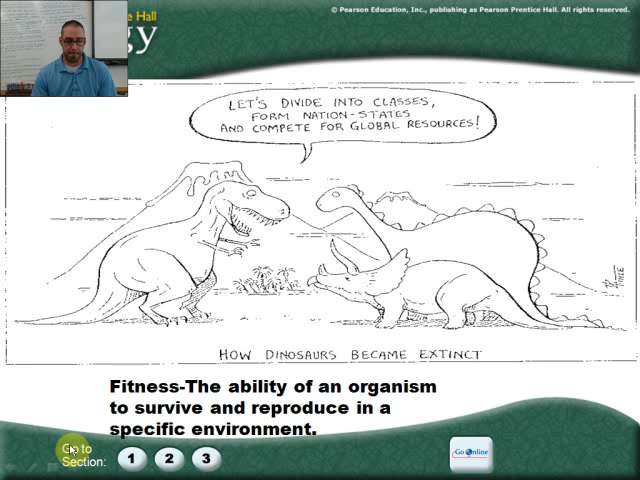 © Pearson Education, Inc., publishing as Pearson Prentice Hall. All rights reserved.
Hall
gy
LET'S DIVIDE INTO CLASSES,
FORM NATION-STATES
AND COMPETE FOR GLOBAL RESOURCES!
HOW DINOSAURS BECAME EXTINCT
Fitness-The ability of an organism
to survive and reproduce in a
specific environment.
Go to
Section:
1 2 3
Go Online